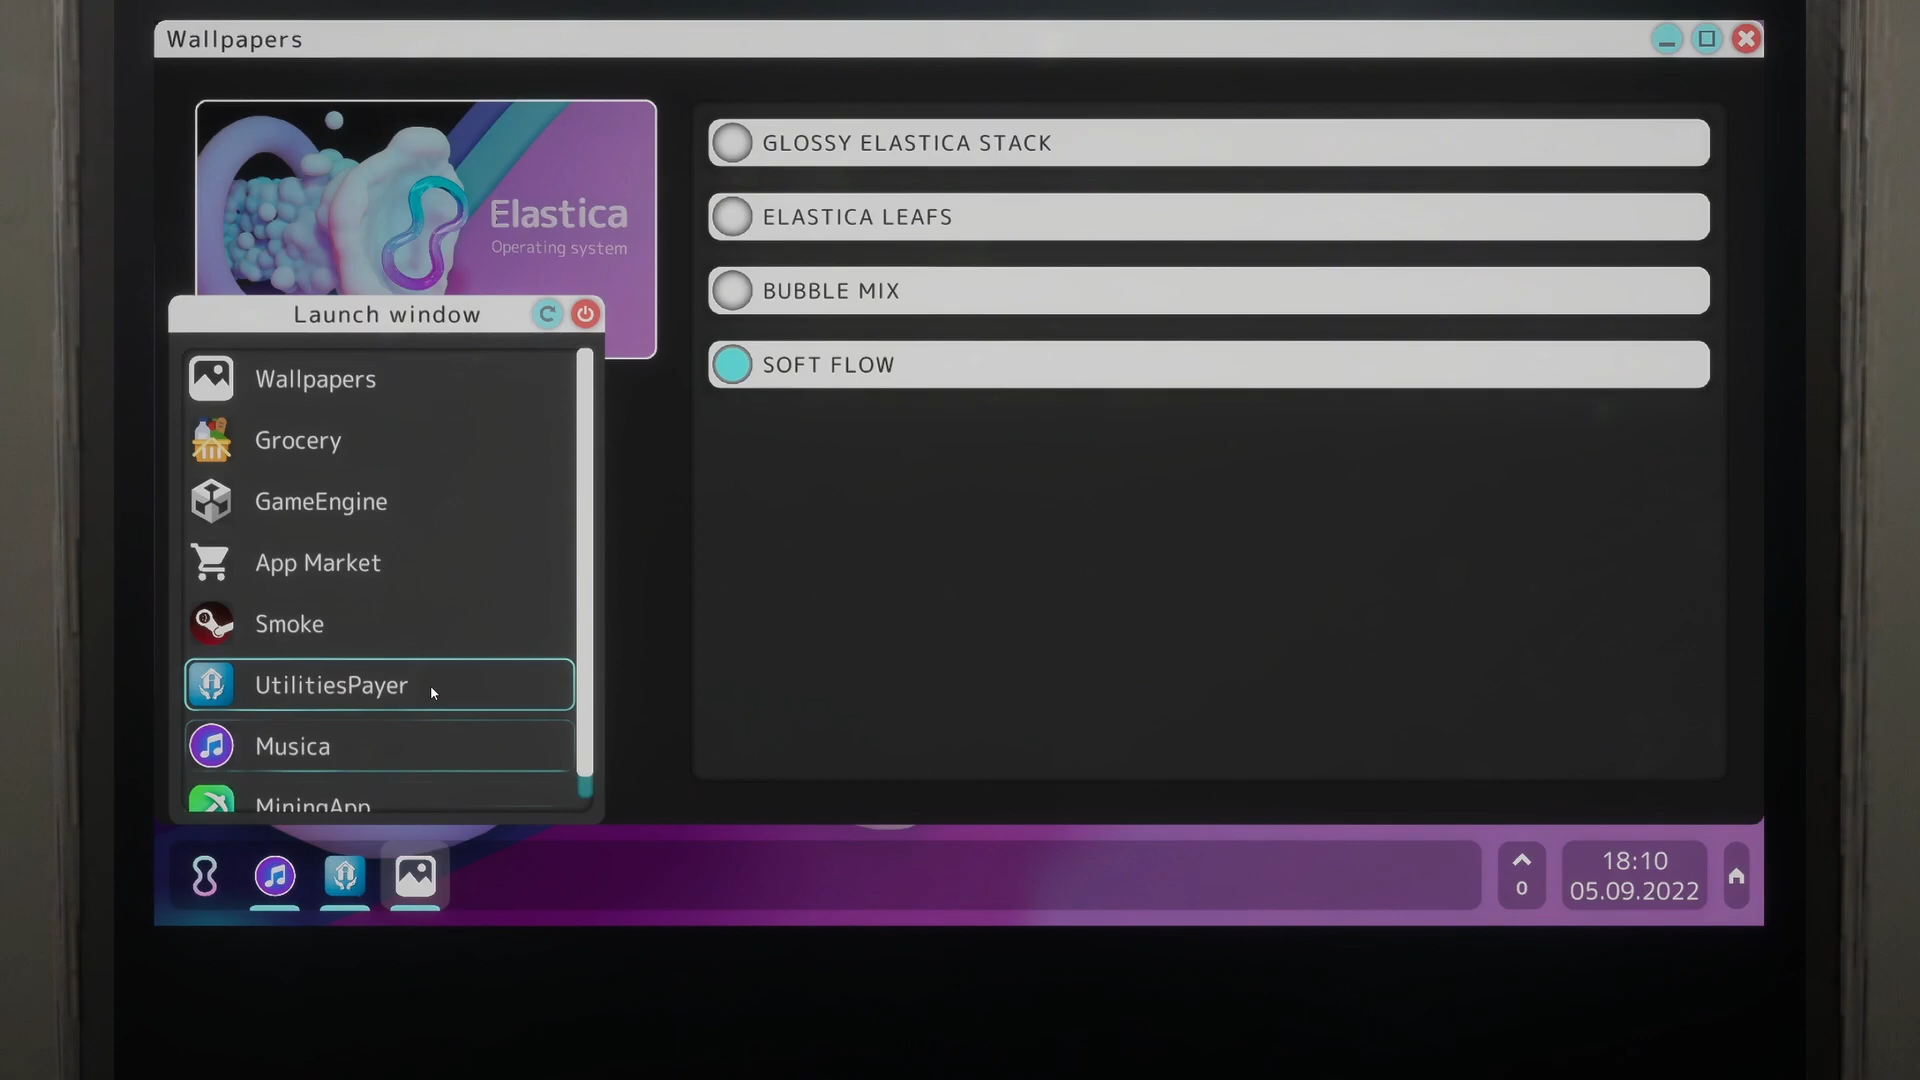 Wallpapers
Elastica
Operating system
GLOSSY ELASTICA STACK
ELASTICA LEAFS
BUBBLE MIX
SOFT FLOW
Launch window
Wallpapers
Grocery
GameEngine
App Market
Smoke
UtilitiesPayer
Musica
MiningApp
0
18:10
05.09.2022